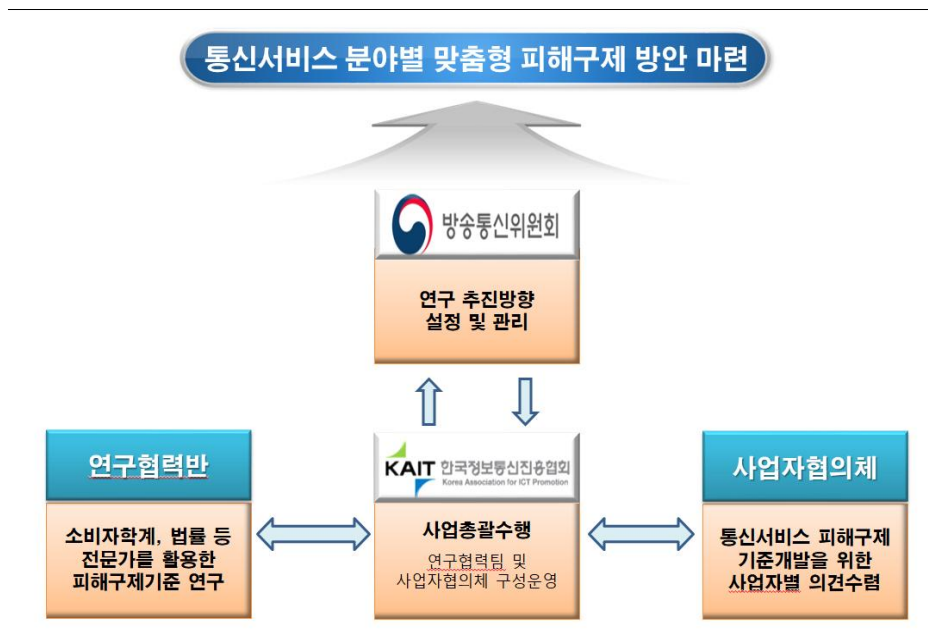 통신서비스 분야별 맞춤형 피해구제 방안 마련
방송통신위원회
연구 추진방향
설정 및 관리
연구협력반
소비자학계, 법률 등
전문가를 활용한
피해구제기준 연구
KAIT 한국정보통신진흥협회
Korea Association for ICT Promotion
사업총괄수행
연구협력팀 및
사업자협의체 구성운영
사업자협의체
통신서비스 피해구제
기준개발을 위한
사업자별 의견수렴